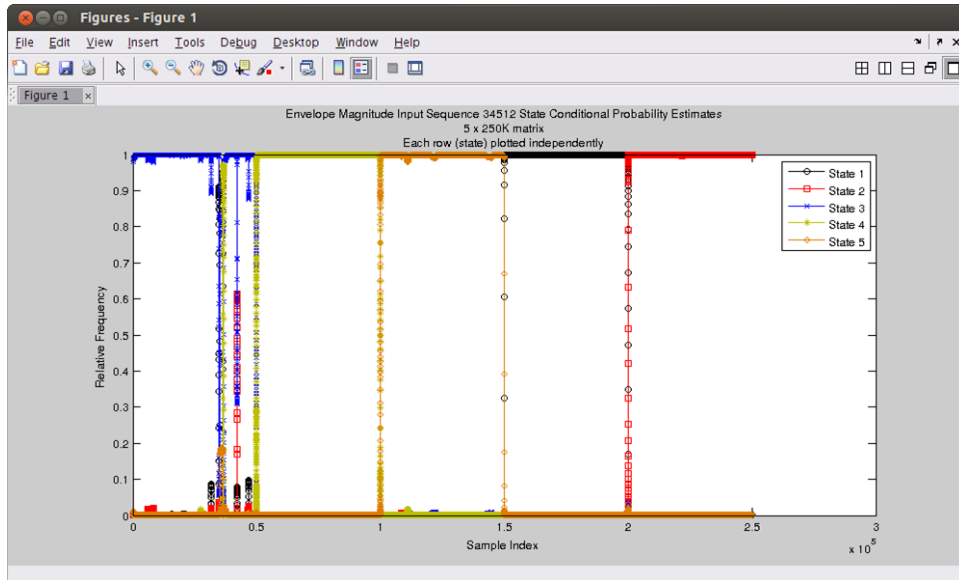 Figures - Figure 1
File Edit View Insert Tools Debug Desktop Window Help
Figure 1
Envelope Magnitude Input Sequence 34512 State Conditional Probability Estimates
5 x 250K matrix
Each row (state) plotted independently
1
0.9
0.8
0.7
0.6
0.5
0.4
0.3
0.2
0.1
0
Relative Frequency
State 1
State 2
State 3
State 4
State 5
0 0.5 1 1.5 2 2.5 3
Sample Index
x 10^5